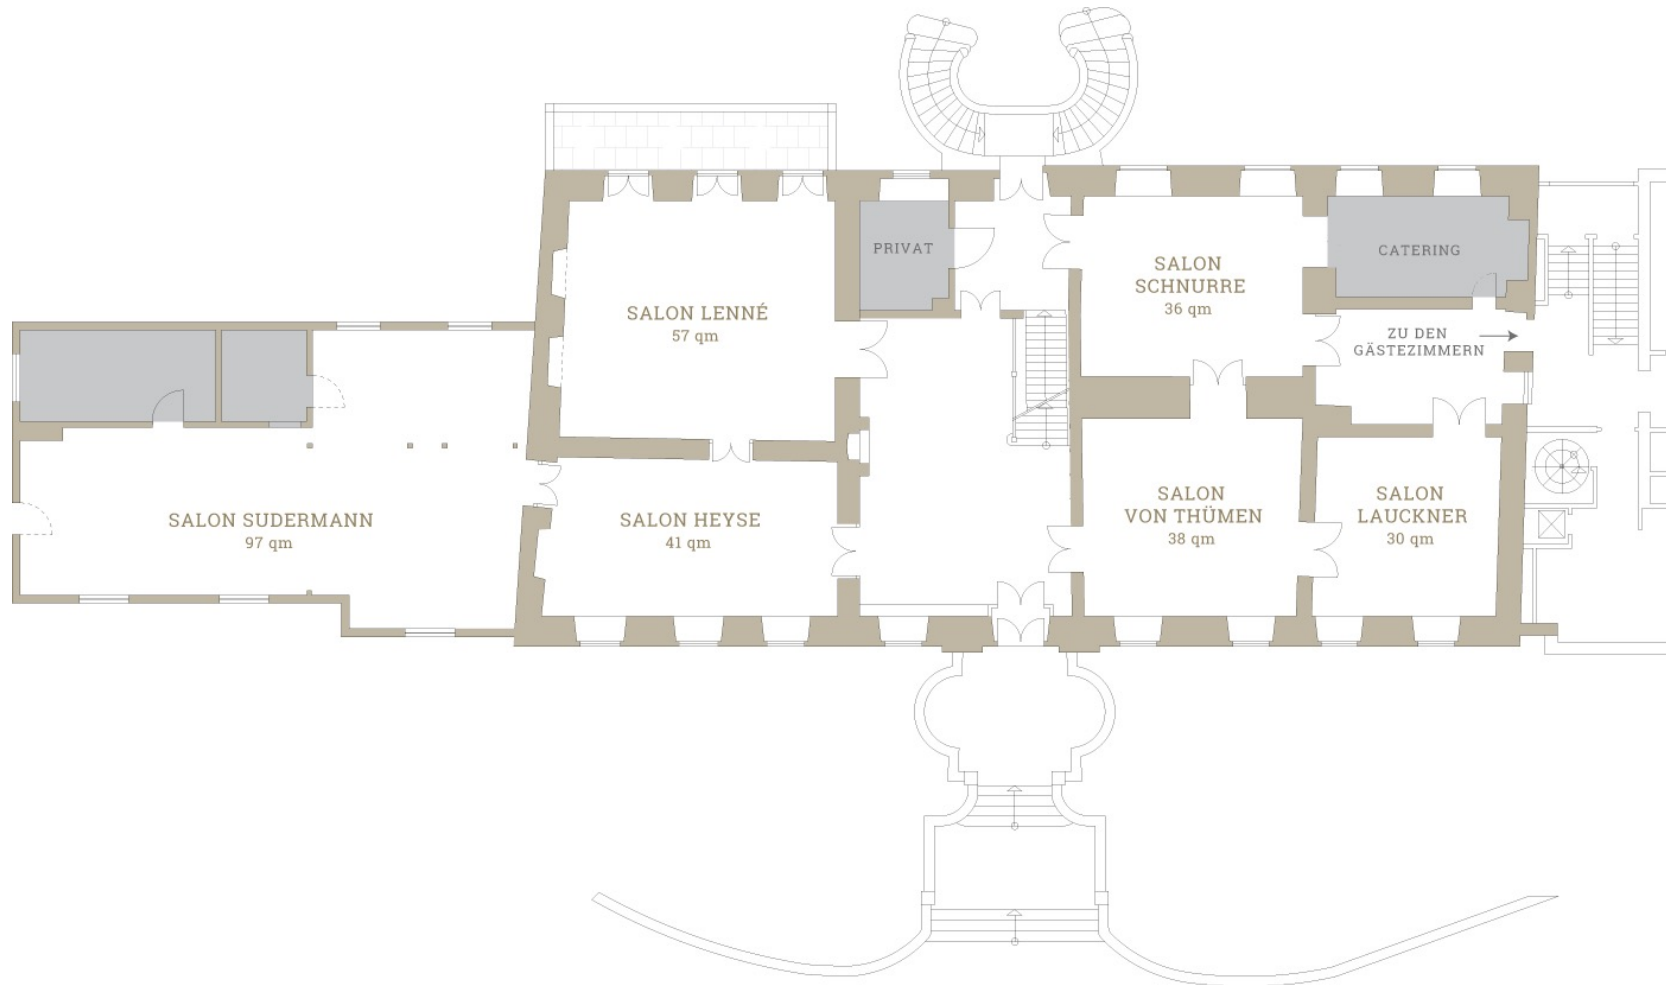 PRIVAT
CATERING
SALON
SCHNURRE
36 qm
SALON LENNÉ
57 qm
ZU DEN
GÄSTEZIMMERN
SALON SUDERMANN
97 qm
SALON HEYSE
41 qm
SALON
VON THÜMEN
38 qm
SALON
LAUCKNER
30 qm